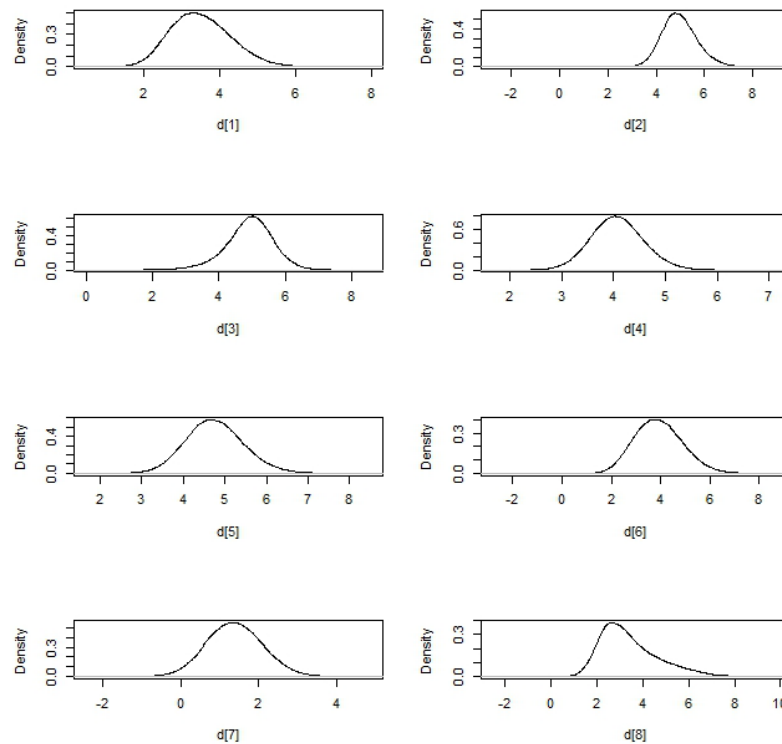 Density
0.0 0.3
2 4 6 8
d[1]
Density
0.0 0.4
-2 0 2 4 6 8
d[2]
Density
0.0 0.4
0 2 4 6 8
d[3]
Density
0.0 0.6
2 3 4 5 6 7
d[4]
Density
0.0 0.4
2 3 4 5 6 7 8
d[5]
Density
0.0 0.3
-2 0 2 4 6 8
d[6]
Density
0.0 0.3
-2 0 2 4
d[7]
Density
0.0 0.3
-2 0 2 4 6 8 10
d[8]